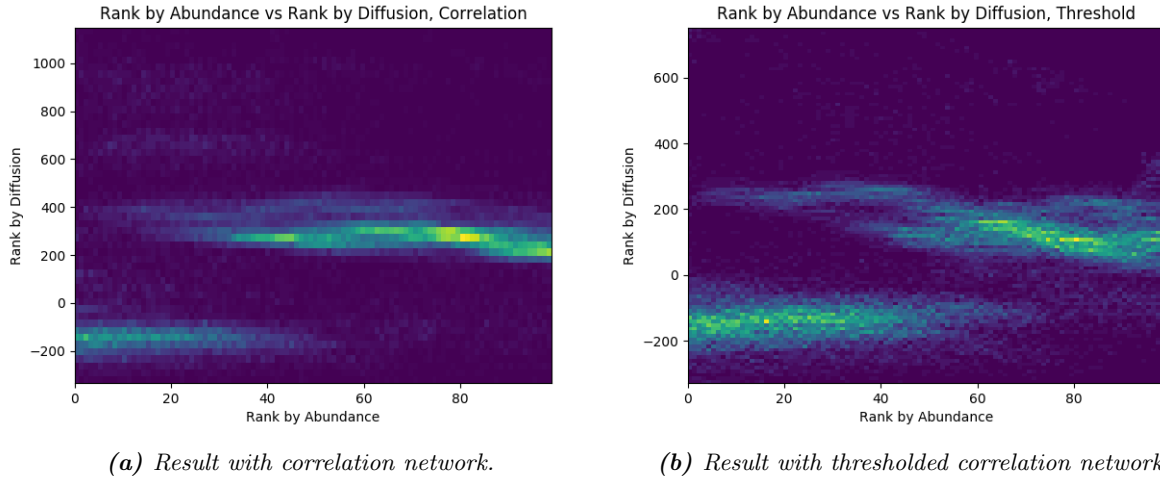 Rank by Abundance vs Rank by Diffusion, Correlation
1000
800
600
400
200
0
−200
Rank by Diffusion
0 20 40 60 80
Rank by Abundance
(a) Result with correlation network.
Rank by Abundance vs Rank by Diffusion, Threshold
600
400
200
0
−200
Rank by Diffusion
0 20 40 60 80
Rank by Abundance
(b) Result with thresholded correlation network